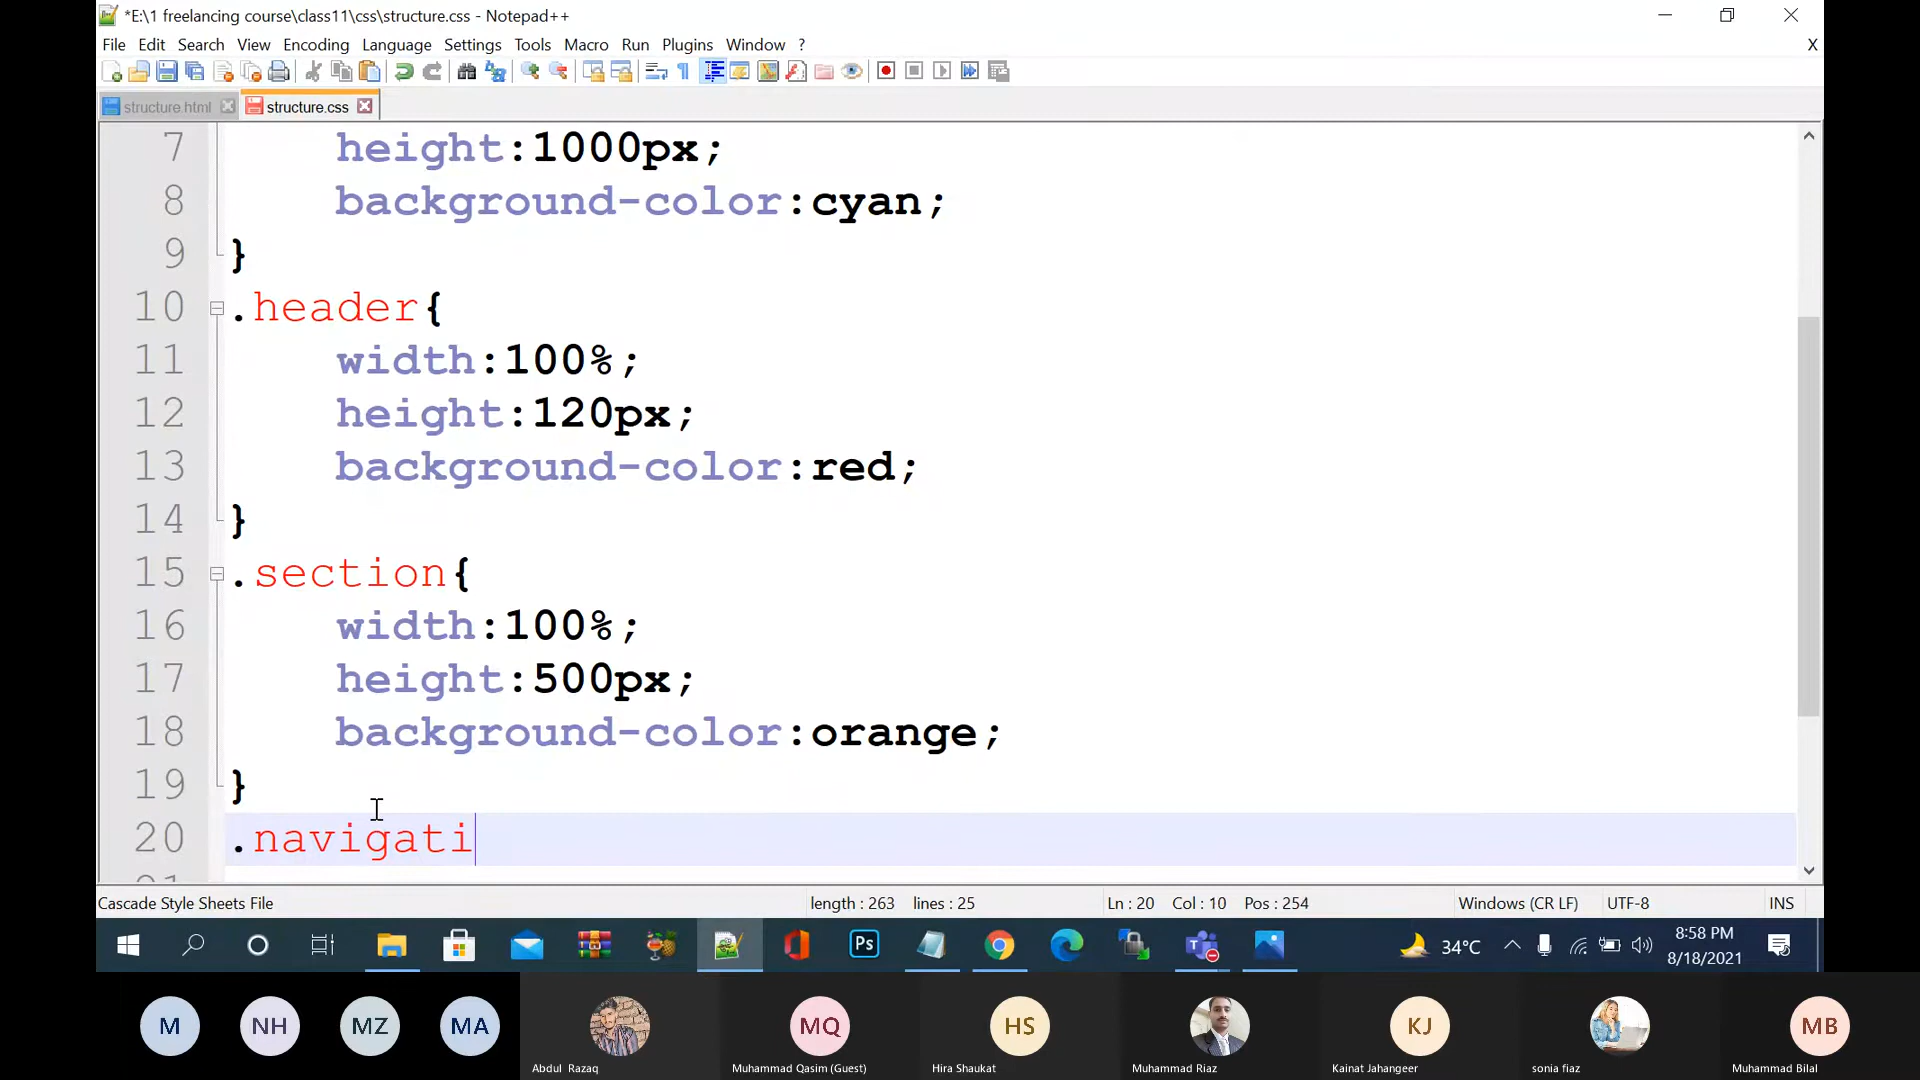 *E:\1 freelancing course\class11\css\structure.css - Notepad++
File Edit Search View Encoding Language Settings Tools Macro Run Plugins Window ? X
structure.html structure.css
7 height:1000px;
8 background-color:cyan;
9 }
10 .header{
11 width:100%;
12 height:120px;
13 background-color:red;
14 }
15 .section{
16 width:100%;
17 height:500px;
18 background-color:orange;
19 }
20 .navigati
21
Cascade Style Sheets File length : 263 lines : 25 Ln : 20 Col : 10 Pos : 254 Windows (CR LF) UTF-8 INS
Ps 34°C 8:58 PM
8/18/2021
M NH MZ MA MQ HS KJ MB
Abdul Razaq Muhammad Qasim (Guest) Hira Shaukat Muhammad Riaz Kainat Jahangeer sonia fiaz Muhammad Bilal